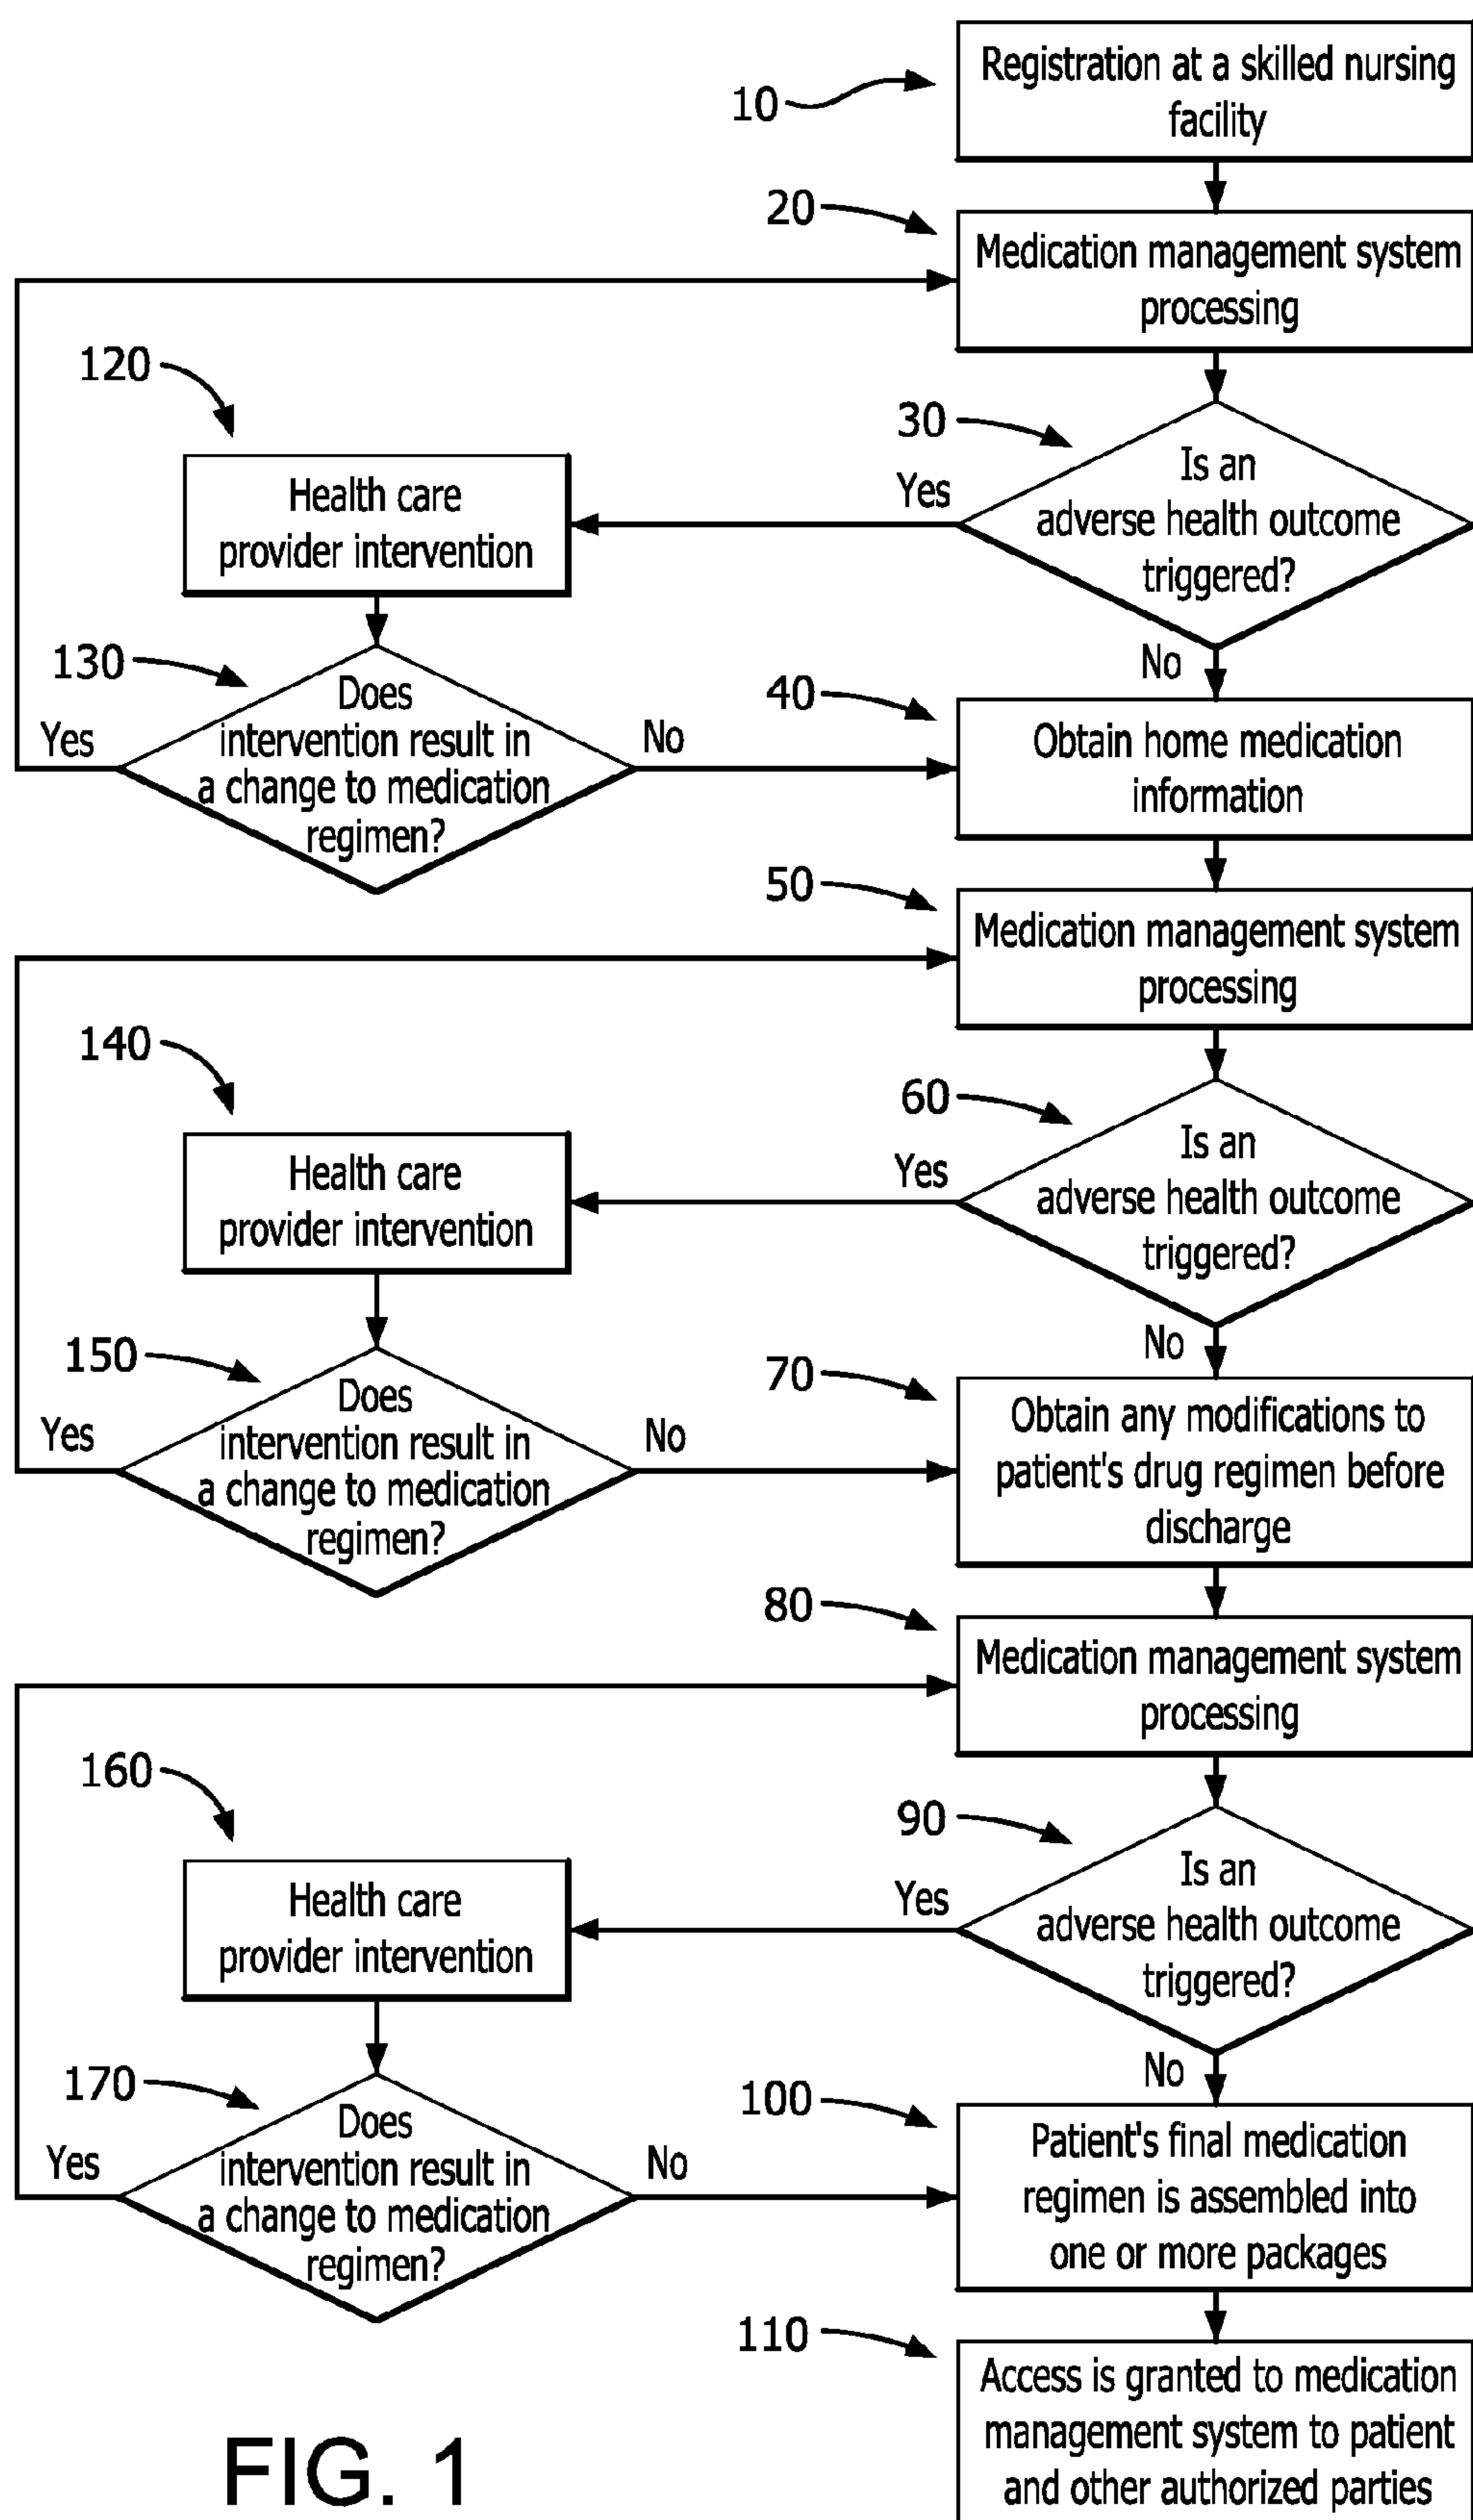 10
Registration at a skilled nursing
facility
20
Medication management system
processing
30
Is an
adverse health outcome
triggered?
Yes
No
120
Health care
provider intervention
130
Does
intervention result in
a change to medication
regimen?
Yes
No
40
Obtain home medication
information
50
Medication management system
processing
60
Is an
adverse health outcome
triggered?
Yes
No
140
Health care
provider intervention
150
Does
intervention result in
a change to medication
regimen?
Yes
No
70
Obtain any modifications to
patient's drug regimen before
discharge
80
Medication management system
processing
90
Is an
adverse health outcome
triggered?
Yes
No
160
Health care
provider intervention
170
Does
intervention result in
a change to medication
regimen?
Yes
No
100
Patient's final medication
regimen is assembled into
one or more packages
110
Access is granted to medication
management system to patient
and other authorized parties
FIG. 1